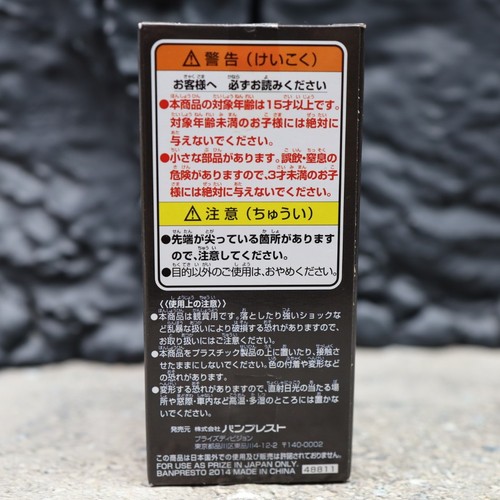 ⚠警告(けいこく)
お客様へ 必ずお読みください
●本商品の対象年齢は15才以上です。
対象年齢未満のお子様には絶対に
与えないでください。
●小さな部品があります。誤飲・窒息の
危険がありますので、3才未満のお子
様には絶対に与えないでください。
⚠注意(ちゅうい)
●先端が尖っている箇所があります
ので、注意してください。
●目的以外のご使用は、おやめください。
《使用上の注意》
●本商品は観賞用です。落としたり強いショックな
ど乱暴な扱いにより破損する恐れがありますので、
お取り扱いにはご注意ください。
●本商品をプラスチック製品の上に置いたり、接触さ
せたままにしないでください。色の付着や変形など
の恐れがあります。
●変形する恐れがありますので、直射日光の当たる場
所や窓際・車内など高温・多湿のところには置かな
いでください。
発売元 株式会社 バンプレスト
プライズディビジョン
東京都品川区東品川4-12-2 〒140-0002
この商品は日本国外での使用及び販売は許諾されておりません。
FOR USE AS PRIZE IN JAPAN ONLY.
BANPRESTO 2014 MADE IN CHINA
48811